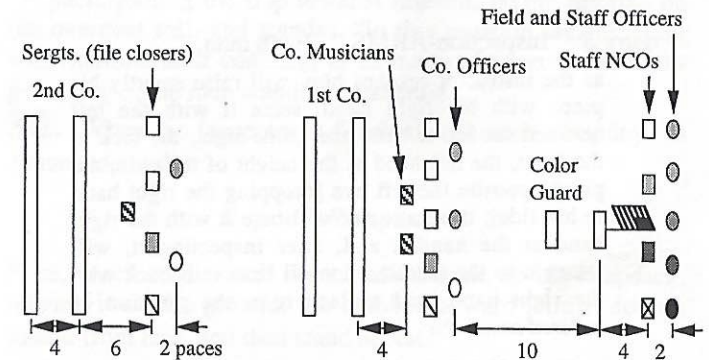 Field and Staff Officers
Sergts. (file closers)
Co. Musicians
Co. Officers
Staff NCOs
2nd Co.
1st Co.
Color
Guard
4 6 2 paces 4 10 4 2